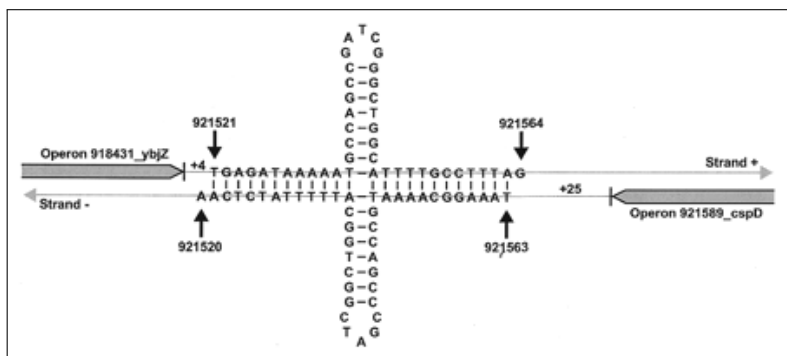 T
A C
G G
C–G
C–G
G–C
A–T
C–G
C–G
G–C
921521
921564
Operon 918431_ybjZ
+4
TGAGATAAAAAT–ATTTTGCCTTTAG
Strand +
Strand -
AACTCTATTTTTA–TAAAACGGAAAT
+25
Operon 921589_cspD
921520
921563
C–G
G–C
G–C
T–A
C–G
G–C
G–C
C C
T G
A